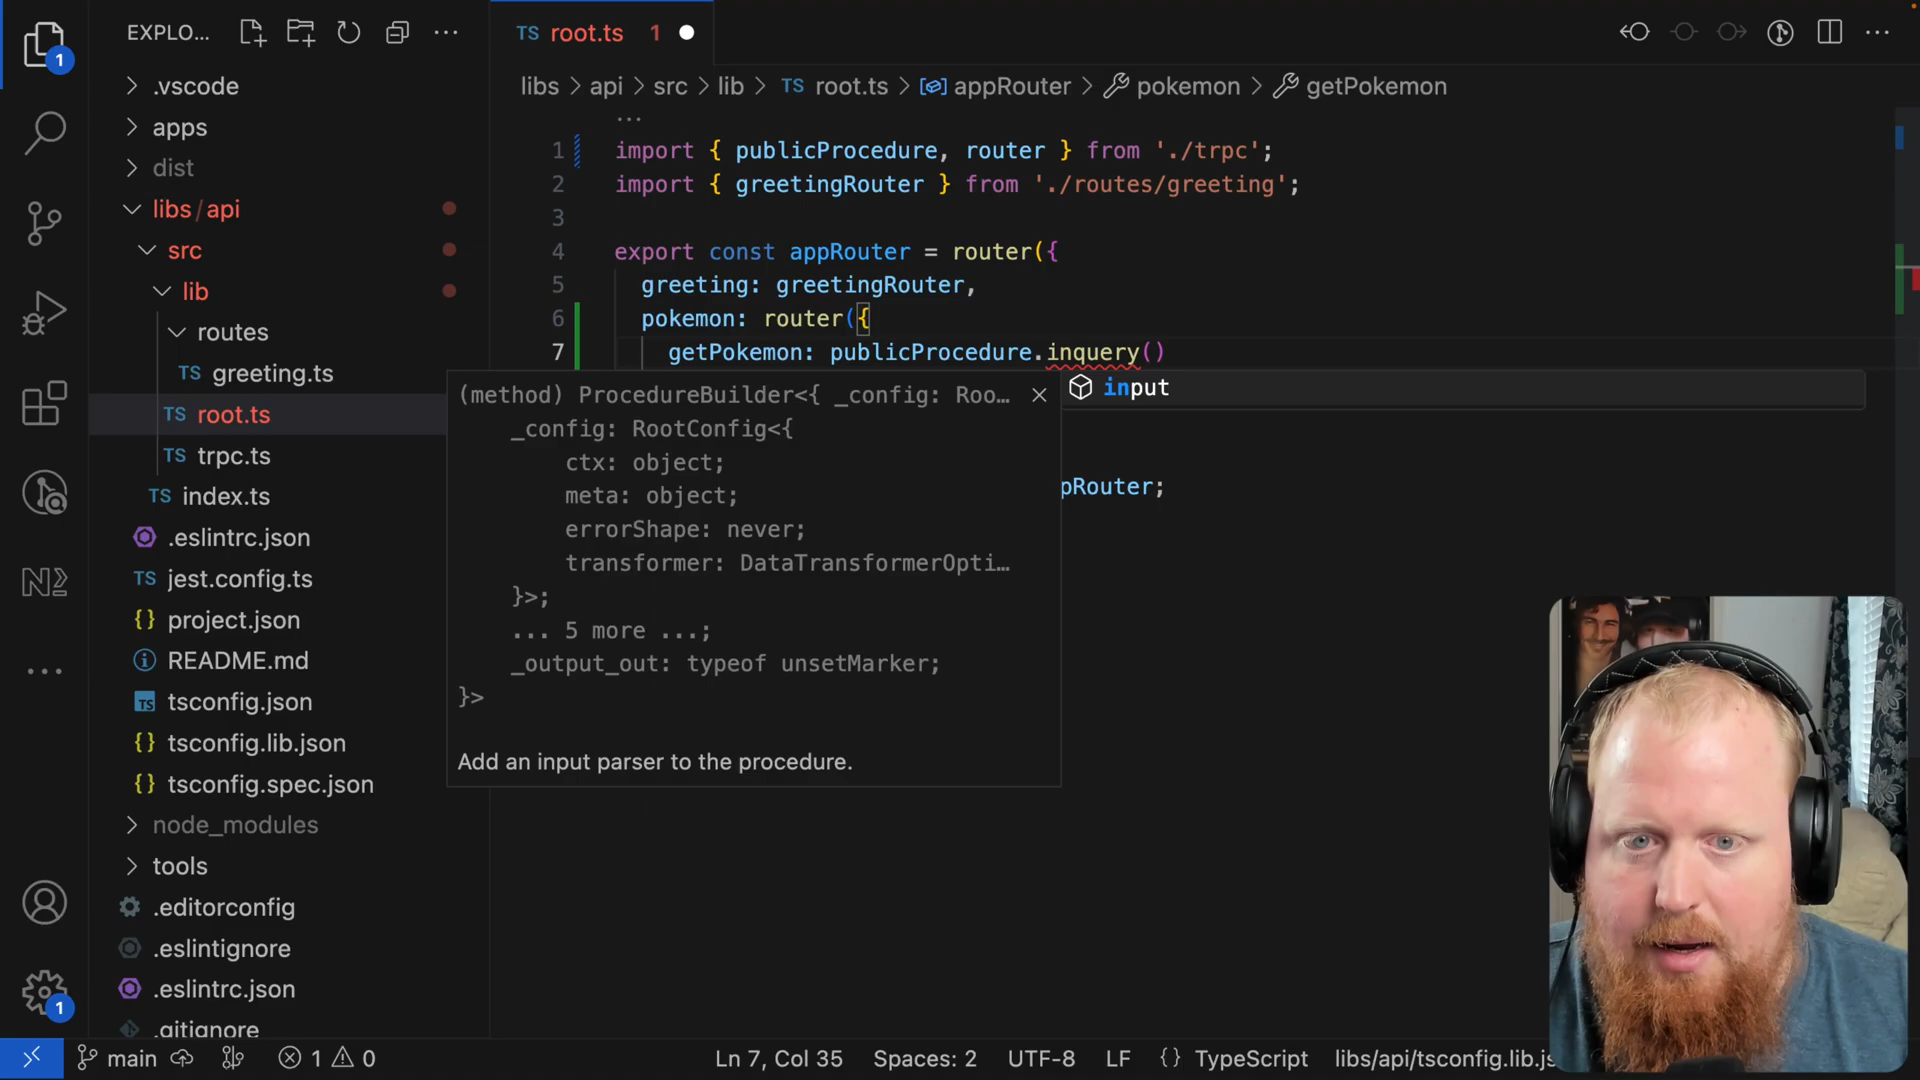 EXPLO...
TS root.ts 1
libs > api > src > lib > TS root.ts > appRouter > pokemon > getPokemon
1
.vscode
apps
dist
libs / api
src
lib
routes
TS greeting.ts
TS root.ts
TS trpc.ts
TS index.ts
.eslintrc.json
TS jest.config.ts
{} project.json
README.md
TS tsconfig.json
{} tsconfig.lib.json
{} tsconfig.spec.json
node_modules
tools
.editorconfig
.eslintignore
.eslintrc.json
.gitignore
1
...
1 import { publicProcedure, router } from './trpc';
2 import { greetingRouter } from './routes/greeting';
3
4 export const appRouter = router({
5 greeting: greetingRouter,
6 pokemon: router({
7 getPokemon: publicProcedure.inquery()
input
pRouter;
(method) ProcedureBuilder<{ _config: Roo...
_config: RootConfig<{
ctx: object;
meta: object;
errorShape: never;
transformer: DataTransformerOpti...
}>;
... 5 more ...;
_output_out: typeof unsetMarker;
}>
Add an input parser to the procedure.
main 1 0 Ln 7, Col 35 Spaces: 2 UTF-8 LF {} TypeScript libs/api/tsconfig.lib.js